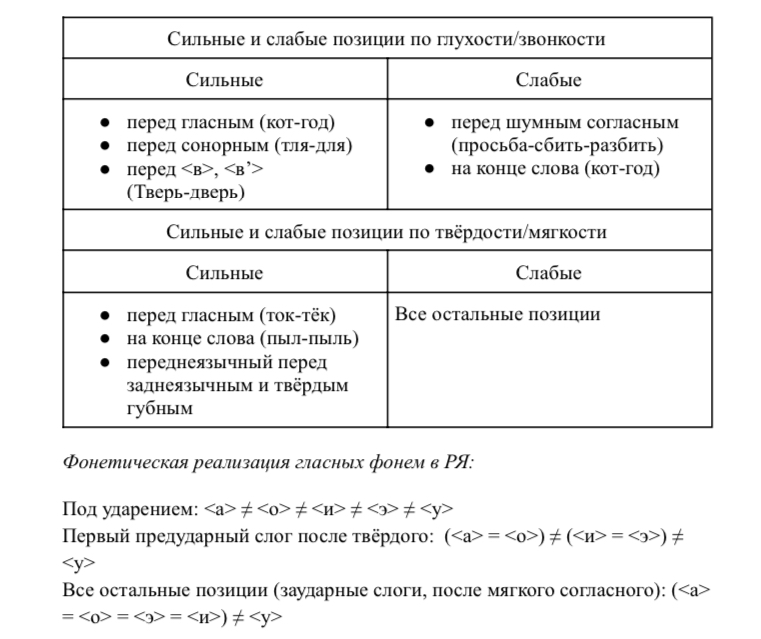 Сильные и слабые позиции по глухости/звонкости
Сильные
Слабые
● перед гласным (кот-год)
● перед сонорным (тля-для)
● перед <в>, <в’>
(Тверь-дверь)
● перед шумным согласным
(просьба-сбить-разбить)
● на конце слова (кот-год)
Сильные и слабые позиции по твёрдости/мягкости
Сильные
Слабые
● перед гласным (ток-тёк)
● на конце слова (пыл-пыль)
● переднеязычный перед
заднеязычным и твёрдым
губным
Все остальные позиции
Фонетическая реализация гласных фонем в РЯ:
Под ударением: <а> ≠ <о> ≠ <и> ≠ <э> ≠ <у>
Первый предударный слог после твёрдого: (<а> = <о>) ≠ (<и> = <э>) ≠
<у>
Все остальные позиции (заударные слоги, после мягкого согласного): (<а>
= <о> = <э> = <и>) ≠ <у>